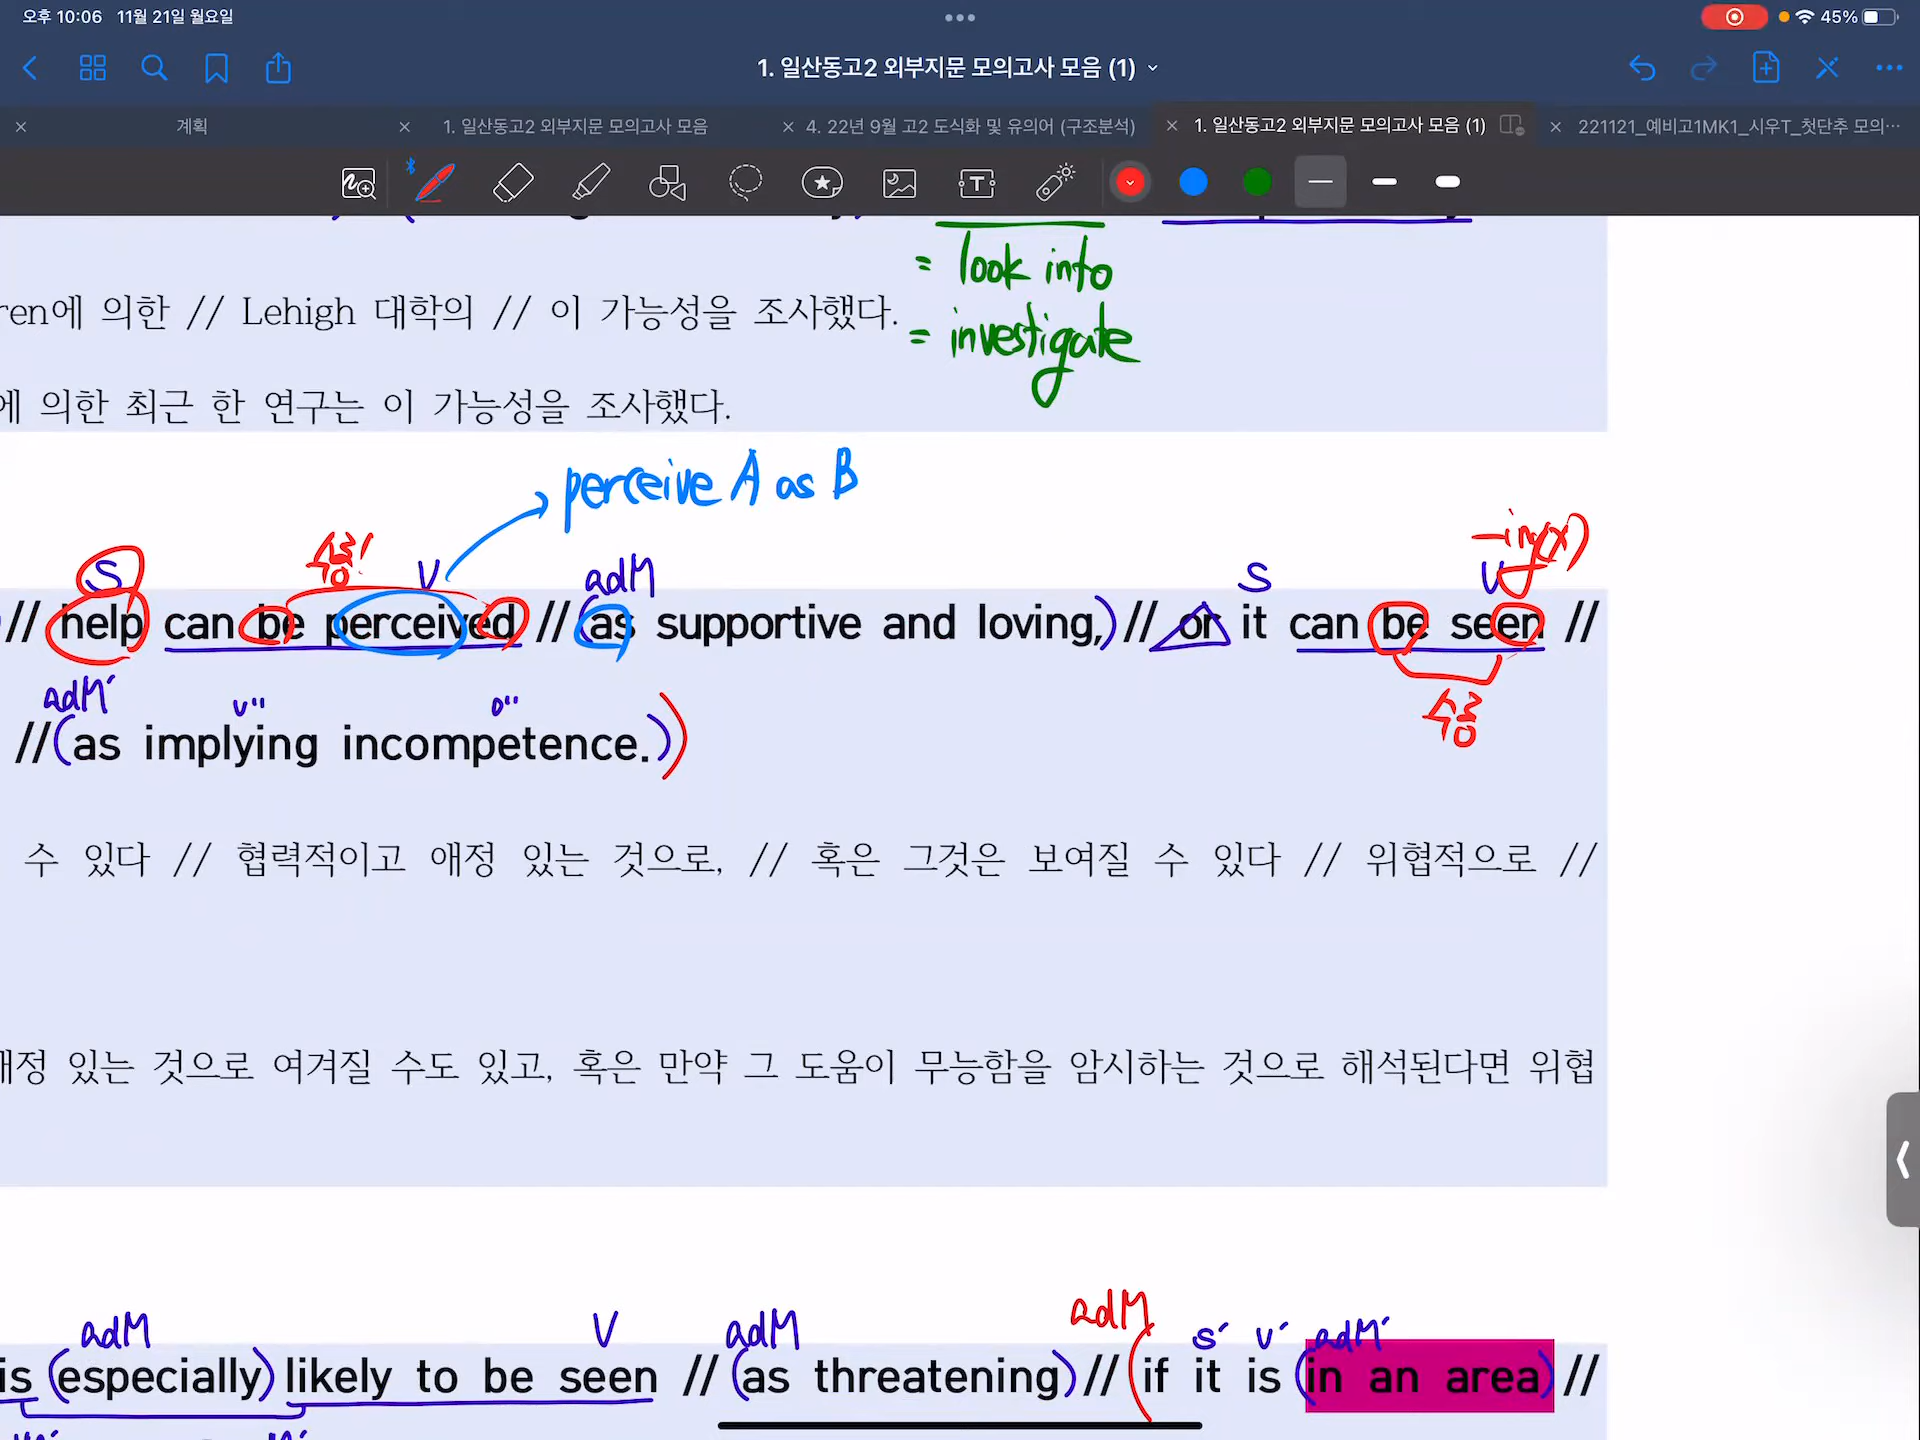 오후 10:06 11월 21일 월요일
45%
1. 일산동고2 외부지문 모의고사 모음 (1)
계획
1. 일산동고2 외부지문 모의고사 모음
4. 22년 9월 고2 도식화 및 유의어 (구조분석)
1. 일산동고2 외부지문 모의고사 모음 (1)
221121_예비고1MK1_시우T_첫단추 모의…
= look into
ren에 의한 // Lehigh 대학의 // 이 가능성을 조사했다.
= investigate
에 의한 최근 한 연구는 이 가능성을 조사했다.
perceive A as B
수동! -ing(x)
S V adM S V
// help can be perceived // (as supportive and loving,) // or it can be seen //
수동
adM' v'' o''
// (as implying incompetence.))
수 있다 // 협력적이고 애정 있는 것으로, // 혹은 그것은 보여질 수 있다 // 위협적으로 //
애정 있는 것으로 여겨질 수도 있고, 혹은 만약 그 도움이 무능함을 암시하는 것으로 해석된다면 위협
adM V adM adM s' v' adM'
is (especially) likely to be seen // (as threatening) // (if it is (in an area) //